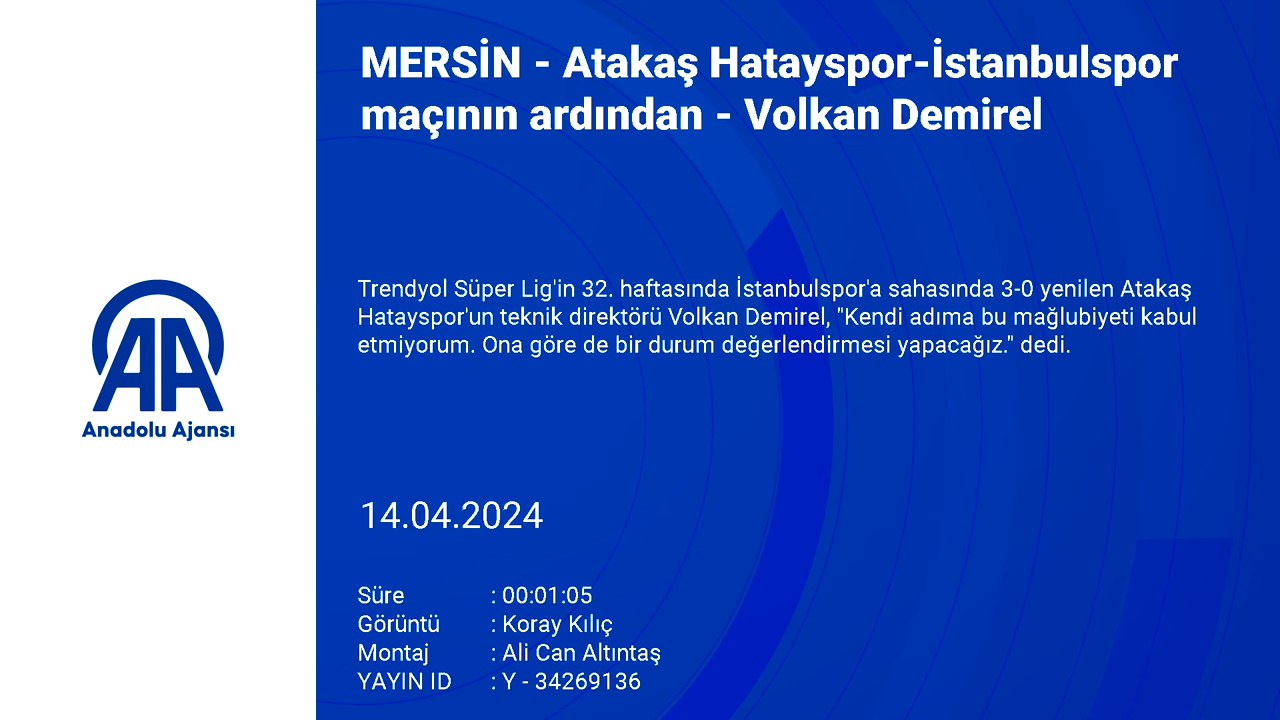 MERSİN - Atakaş Hatayspor-İstanbulspor
maçının ardından - Volkan Demirel
Trendyol Süper Lig'in 32. haftasında İstanbulspor'a sahasında 3-0 yenilen Atakaş
Hatayspor'un teknik direktörü Volkan Demirel, "Kendi adıma bu mağlubiyeti kabul
etmiyorum. Ona göre de bir durum değerlendirmesi yapacağız." dedi.
AA
Anadolu Ajansı
14.04.2024
Süre : 00:01:05
Görüntü : Koray Kılıç
Montaj : Ali Can Altıntaş
YAYIN ID : Y - 34269136